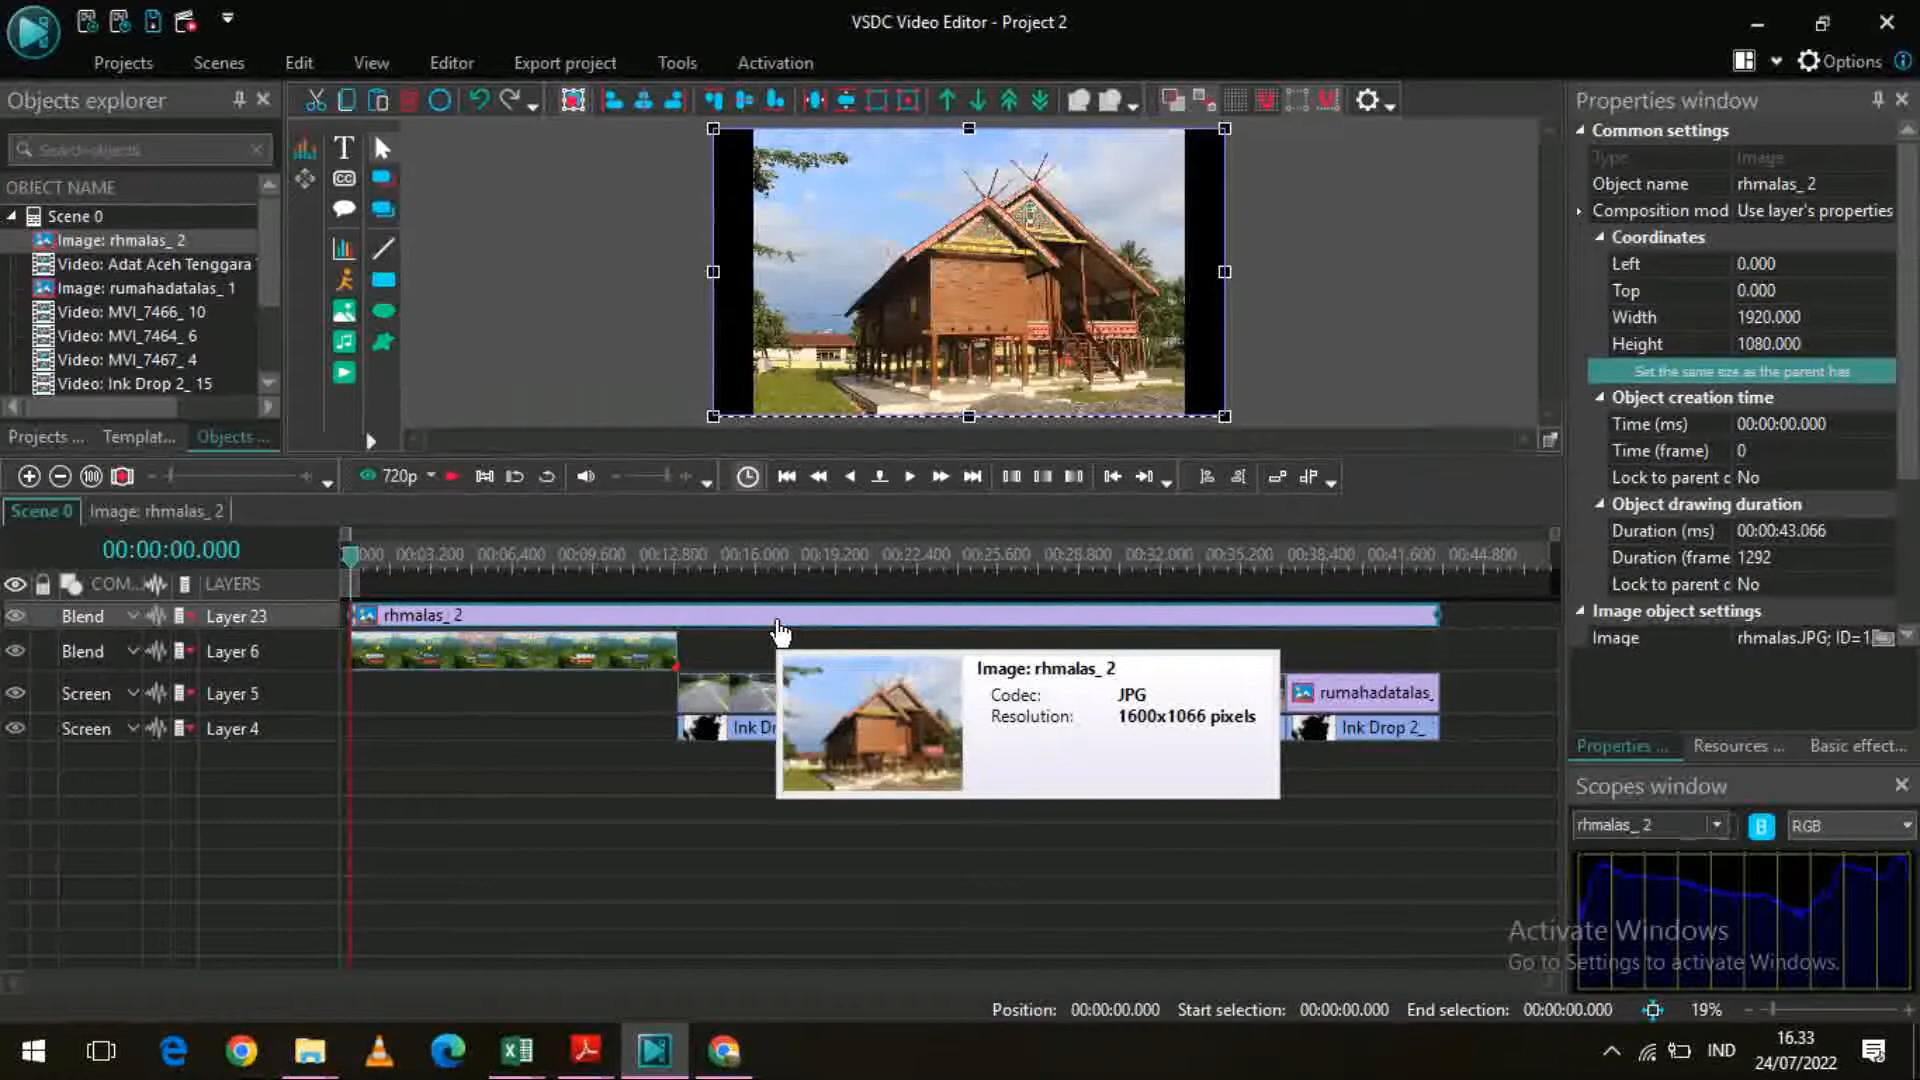 VSDC Video Editor - Project 2
Projects Scenes Edit View Editor Export project Tools Activation
Options
Objects explorer
Search objects
OBJECT NAME
Scene 0
Image: rhmalas_ 2
Video: Adat Aceh Tenggara
Image: rumahadatalas_ 1
Video: MVI_7466_ 10
Video: MVI_7464_ 6
Video: MVI_7467_ 4
Video: Ink Drop 2_ 15
Projects ... Templat... Objects ...
T
CC
Properties window
Common settings
Type Image
Object name rhmalas_ 2
Composition mod Use layer's properties
Coordinates
Left 0.000
Top 0.000
Width 1920.000
Height 1080.000
Set the same size as the parent has
Object creation time
Time (ms) 00:00:00.000
Time (frame) 0
Lock to parent c No
Object drawing duration
Duration (ms) 00:00:43.066
Duration (frame 1292
Lock to parent c No
Image object settings
Image rhmalas.JPG; ID=1
Properties ... Resources ... Basic effect...
100
720p
Scene 0 Image: rhmalas_ 2
00:00:00.000
000 00:03.200 00:06.400 00:09.600 00:12.800 00:16.000 00:19.200 00:22.400 00:25.600 00:28.800 00:32.000 00:35.200 00:38.400 00:41.600 00:44.800
COM... LAYERS
Blend Layer 23 rhmalas_ 2
Blend Layer 6
Screen Layer 5 rumahadatalas_
Screen Layer 4 Ink Dr Ink Drop 2_
Image: rhmalas_ 2
Codec: JPG
Resolution: 1600x1066 pixels
Scopes window
rhmalas_ 2 B RGB
Activate Windows
Go to Settings to activate Windows.
Position: 00:00:00.000 Start selection: 00:00:00.000 End selection: 00:00:00.000 19%
IND
16.33
24/07/2022